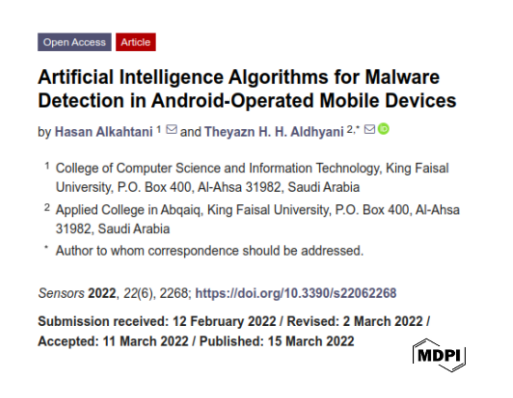 Open Access Article
Artificial Intelligence Algorithms for Malware
Detection in Android-Operated Mobile Devices
by Hasan Alkahtani 1 and Theyazn H. H. Aldhyani 2,*
1 College of Computer Science and Information Technology, King Faisal
University, P.O. Box 400, Al-Ahsa 31982, Saudi Arabia
2 Applied College in Abqaiq, King Faisal University, P.O. Box 400, Al-Ahsa
31982, Saudi Arabia
* Author to whom correspondence should be addressed.
Sensors 2022, 22(6), 2268; https://doi.org/10.3390/s22062268
Submission received: 12 February 2022 / Revised: 2 March 2022 /
Accepted: 11 March 2022 / Published: 15 March 2022
MDPI